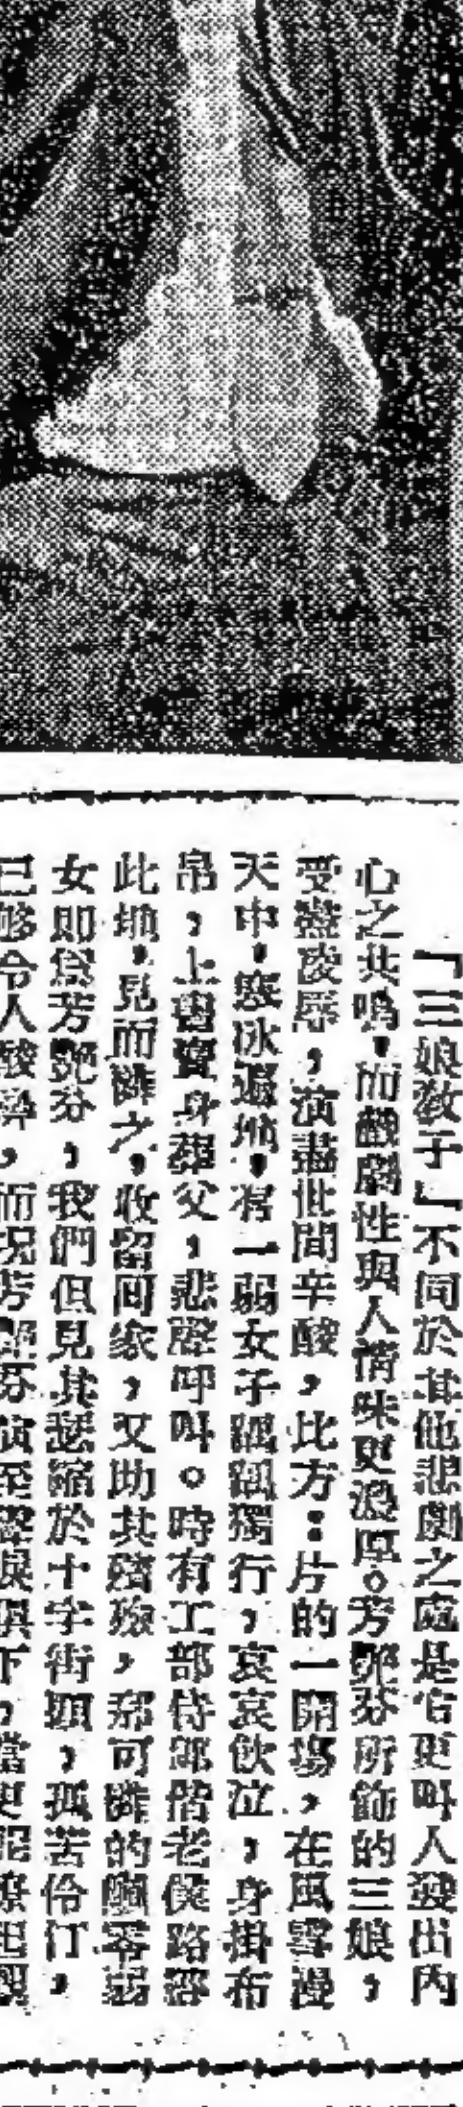 「三娘敎子」不同於其他悲劇之處是它更叫人發出內
心之共鳴，而戲劇性與人情味更濃厚。芳艷芬所飾的三娘，
受盡凌辱，演盡世間辛酸，比方：片的一開場，在風雪漫
天中，寒冰遍地，有一弱女子踽踽獨行，哀哀飲泣，身掛布
帛，上書賣身葬父，悲聲呼叫。時有工部侍郎偕老僕路經
此地，見而憐之，收留囘家，又助其殯殮，那可憐的飄零弱
女即爲芳艷芬，我們但見其瑟縮於十字街頭，孤苦伶仃，
已够令人酸鼻，而况芳艷芬演至聲淚俱下，當更